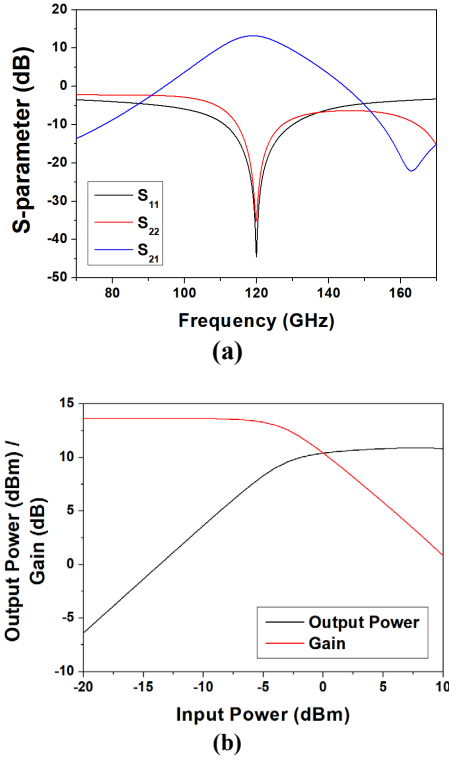 20
10
0
-10
-20
-30
-40
-50
S-parameter (dB)
S11
S22
S21
80 100 120 140 160
Frequency (GHz)
(a)
15
10
5
0
-5
-10
Output Power (dBm) /
Gain (dB)
Output Power
Gain
-20 -15 -10 -5 0 5 10
Input Power (dBm)
(b)